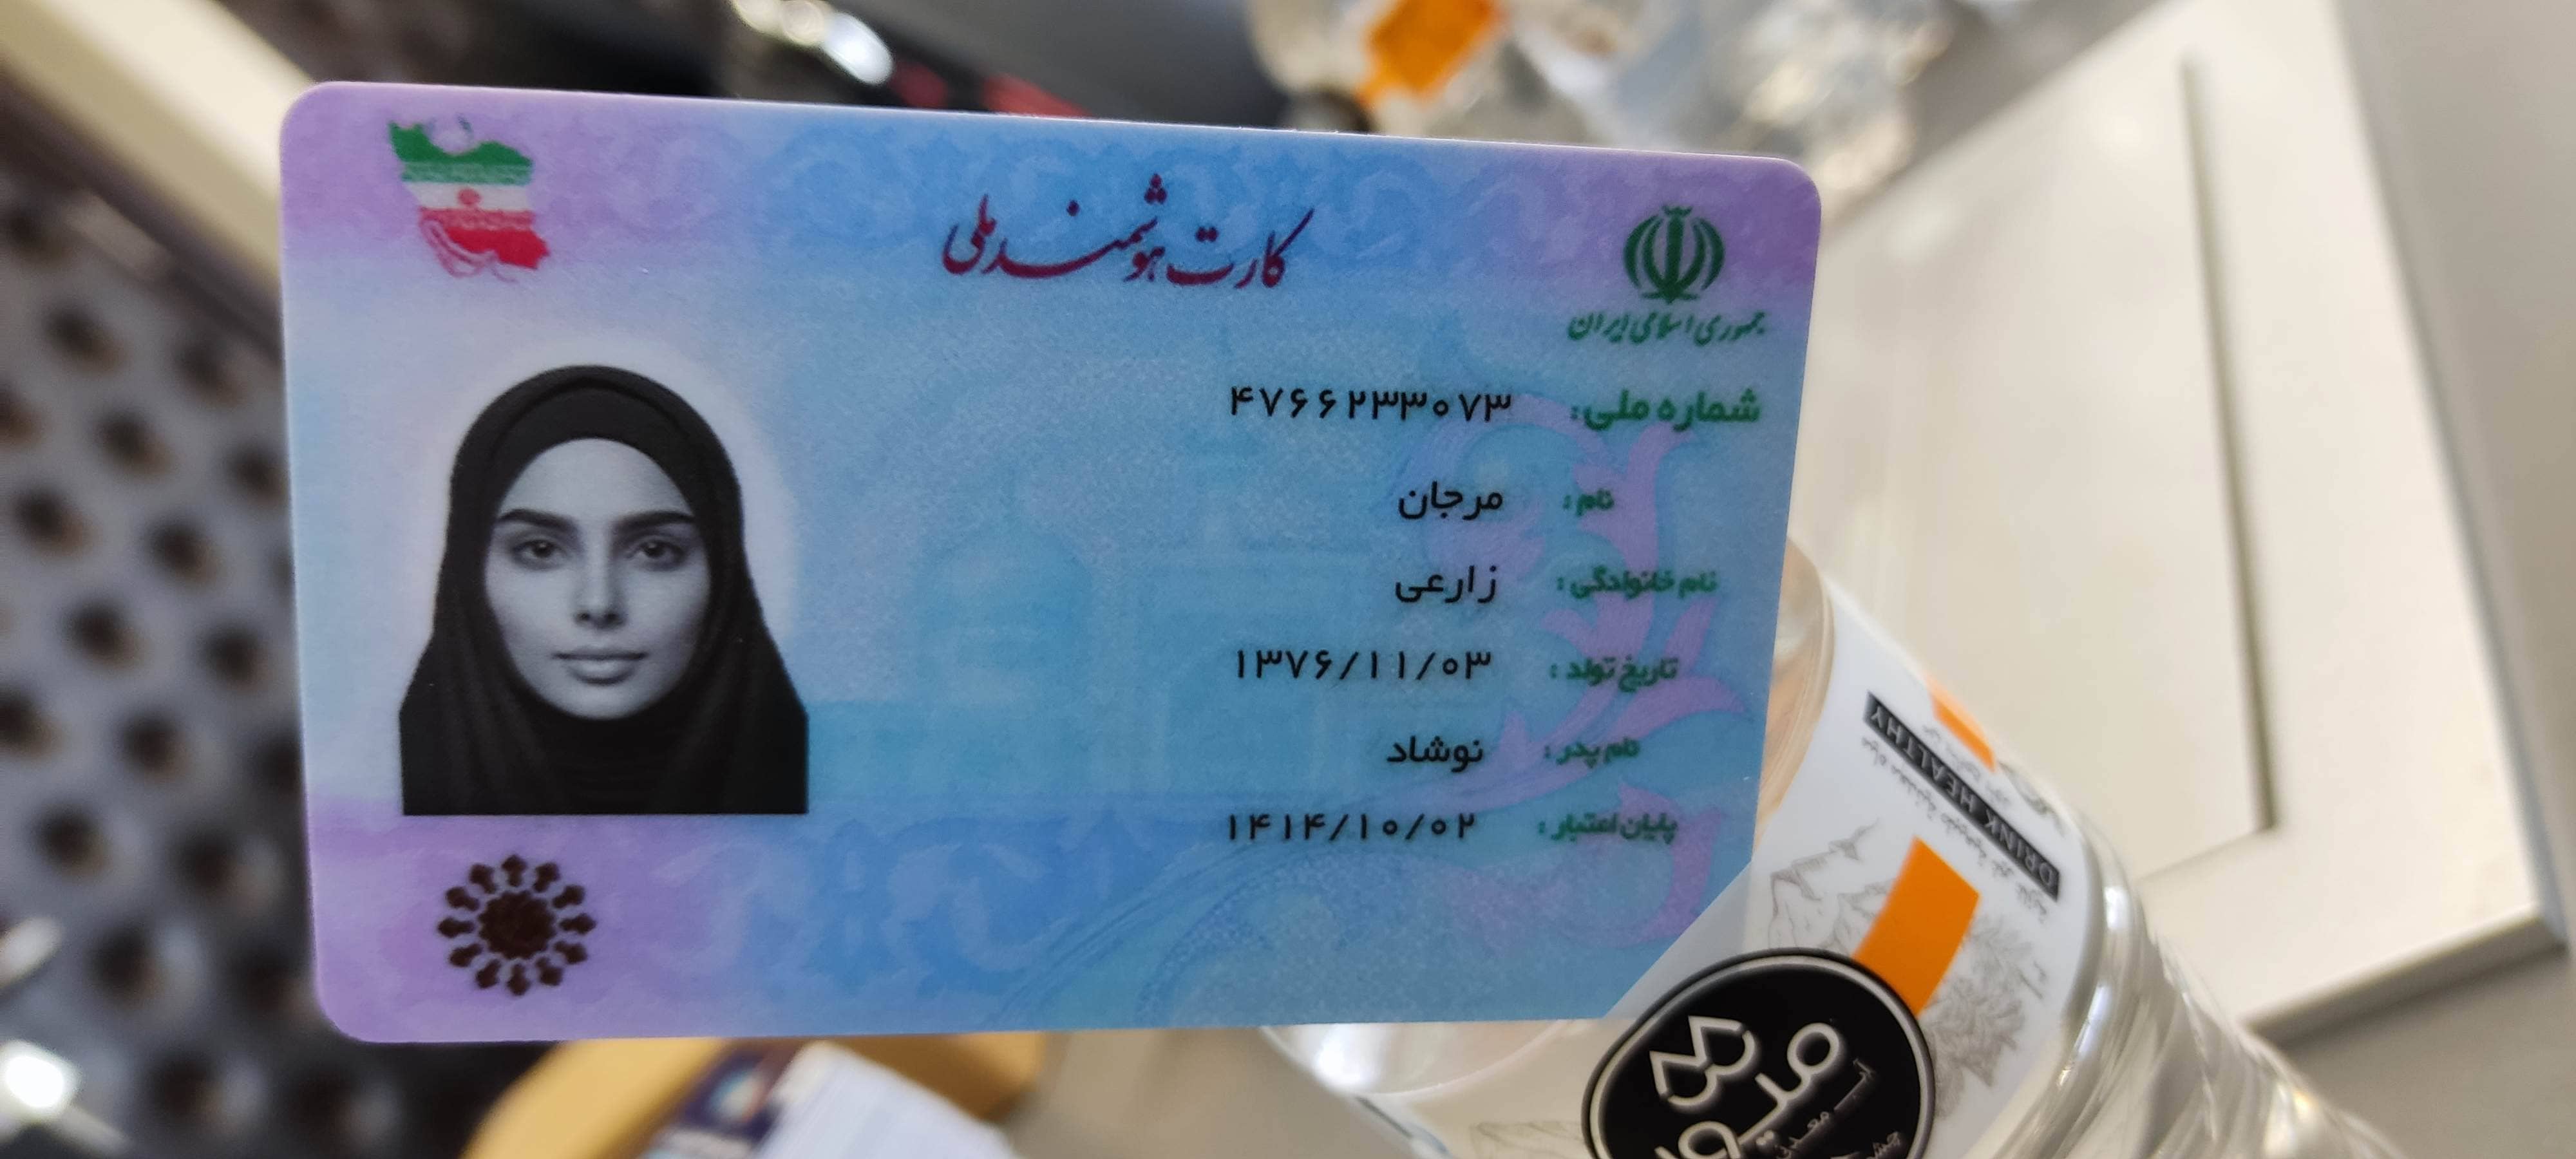 کارت هوشمند ملی
جمهوری اسلامی ایران
شماره ملی: ۴۷۶۶۲۳۳۰۷۳
نام: مرجان
نام خانوادگی: زارعی
تاریخ تولد: ۱۳۷۶/۱۱/۰۳
نام پدر: نوشاد
پایان اعتبار: ۱۴۱۴/۱۰/۰۲
DRINK HEALTHY